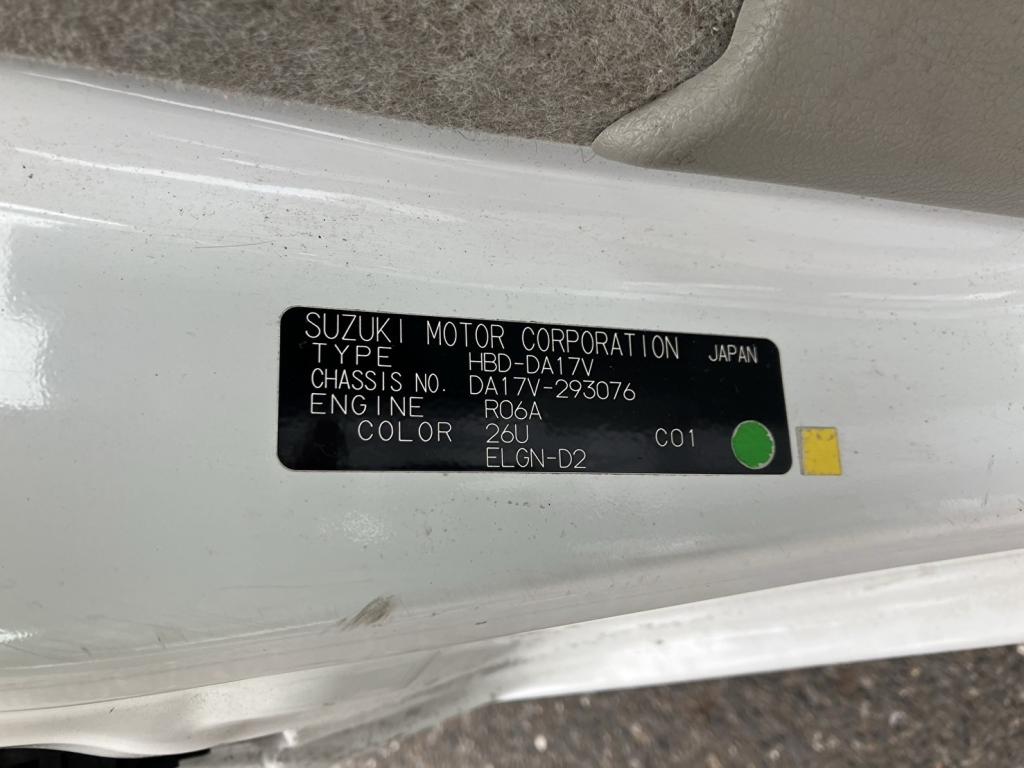 SUZUKI MOTOR CORPORATION JAPAN
TYPE HBD-DA17V
CHASSIS NO. DA17V-293076
ENGINE R06A
COLOR 26U C01
ELGN-D2